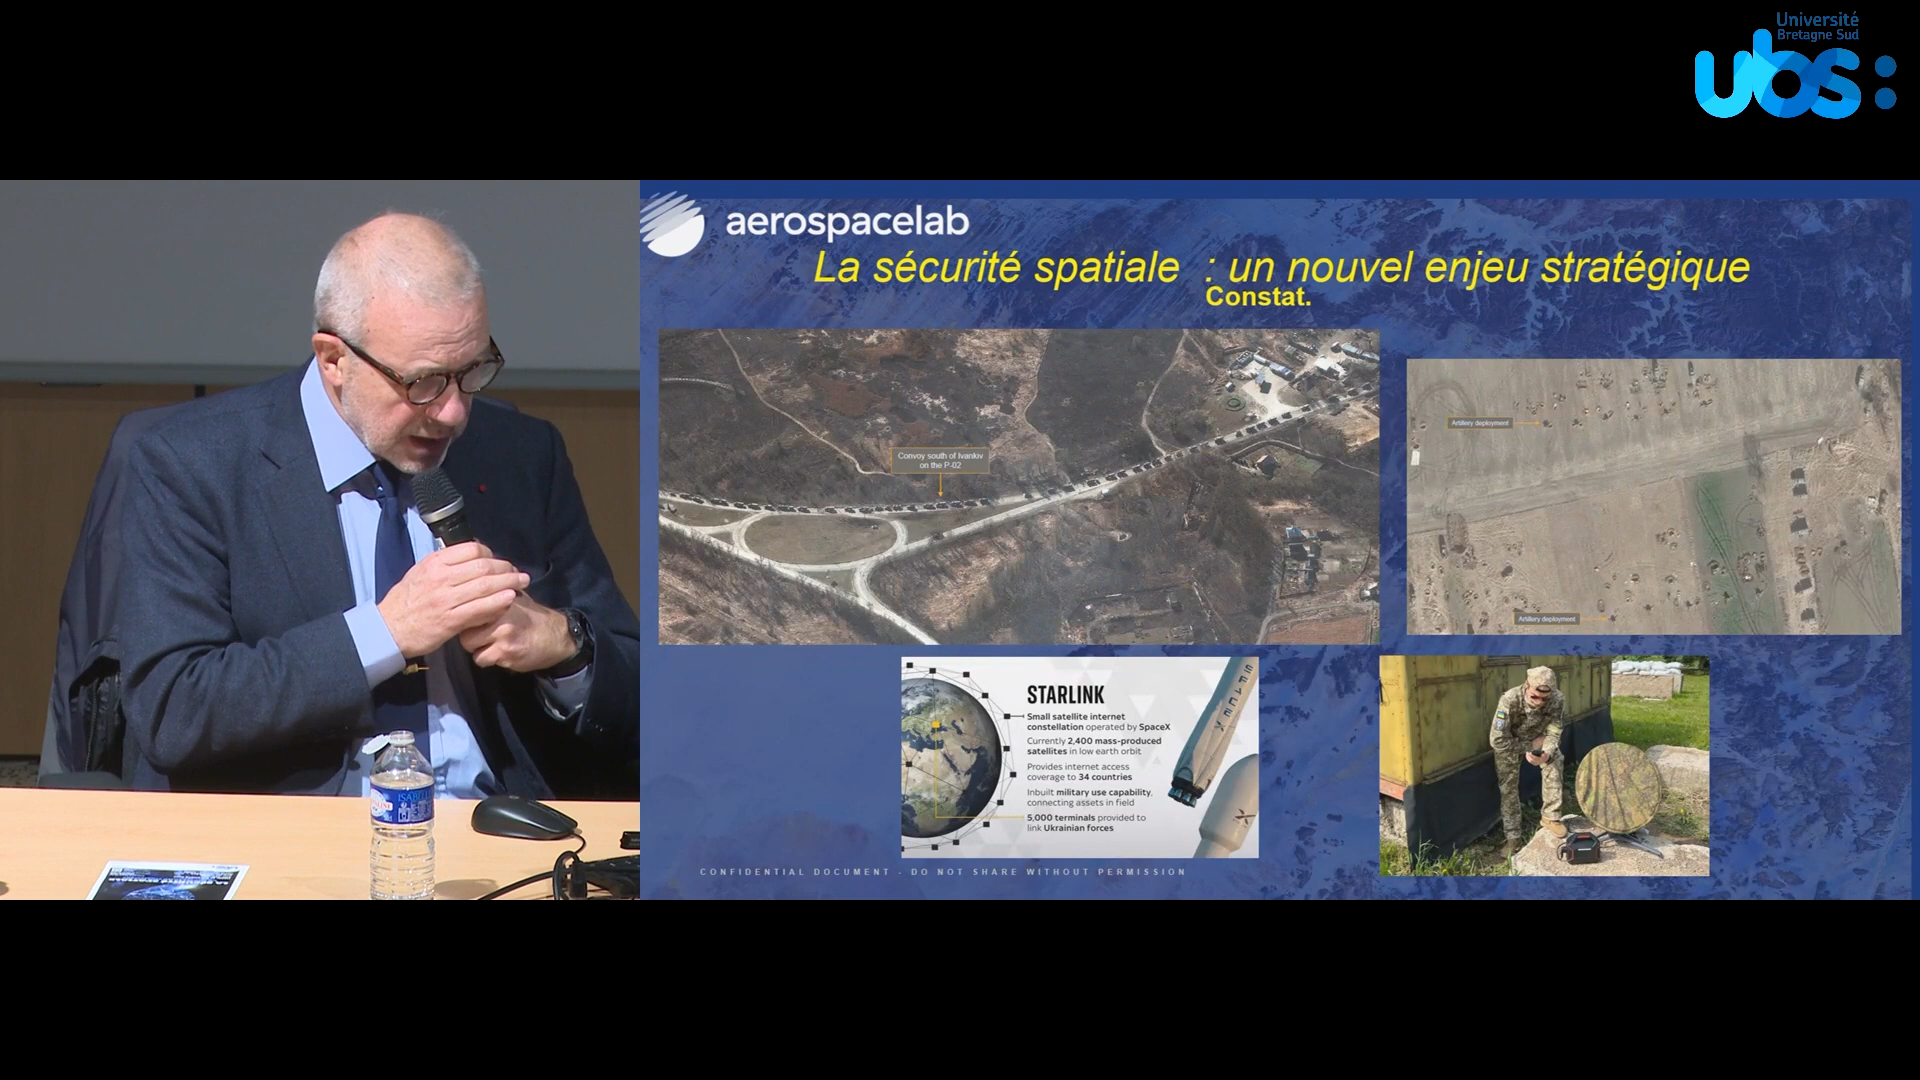 Université
Bretagne Sud
ubs:
aerospacelab
La sécurité spatiale : un nouvel enjeu stratégique
Constat.
Convoy south of Ivankiv
on the P-02
Artillery deployment
Artillery deployment
STARLINK
Small satellite internet
constellation operated by SpaceX
Currently 2,400 mass-produced
satellites in low earth orbit
Provides internet access
coverage to 34 countries
Inbuilt military use capability,
connecting assets in field
5,000 terminals provided to
link Ukrainian forces
CONFIDENTIAL DOCUMENT - DO NOT SHARE WITHOUT PERMISSION